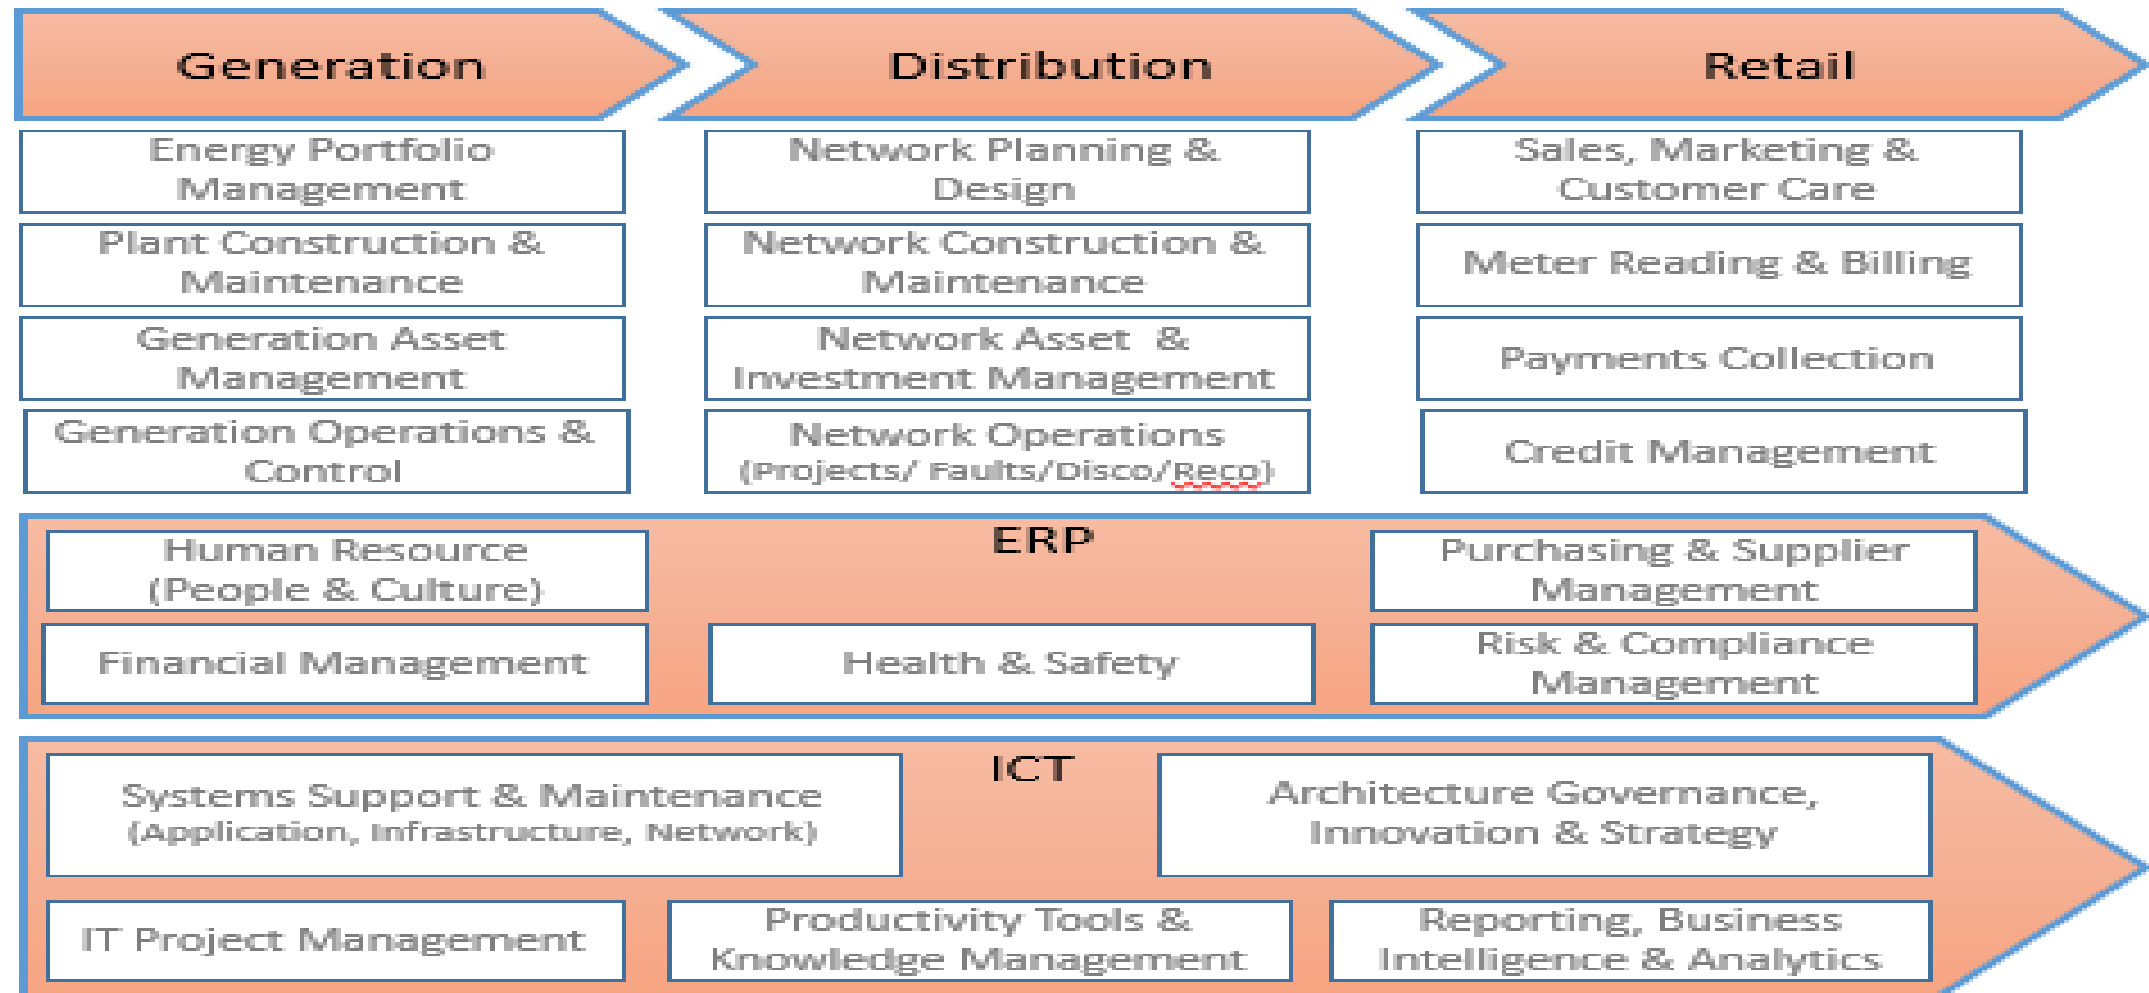 Generation
Distribution
Retail
Energy Portfolio
Management
Network Planning &
Design
Sales, Marketing &
Customer Care
Plant Construction &
Maintenance
Network Construction &
Maintenance
Meter Reading & Billing
Generation Asset
Management
Network Asset  &
Investment Management
Payments Collection
Generation Operations &
Control
Network Operations
(Projects/ Faults/Disco/Reco)
Credit Management
ERP
Human Resource
(People & Culture)
Purchasing & Supplier
Management
Financial Management
Health & Safety
Risk & Compliance
Management
ICT
Systems Support & Maintenance
(Application, Infrastructure, Network)
Architecture Governance,
Innovation & Strategy
IT Project Management
Productivity Tools &
Knowledge Management
Reporting, Business
Intelligence & Analytics